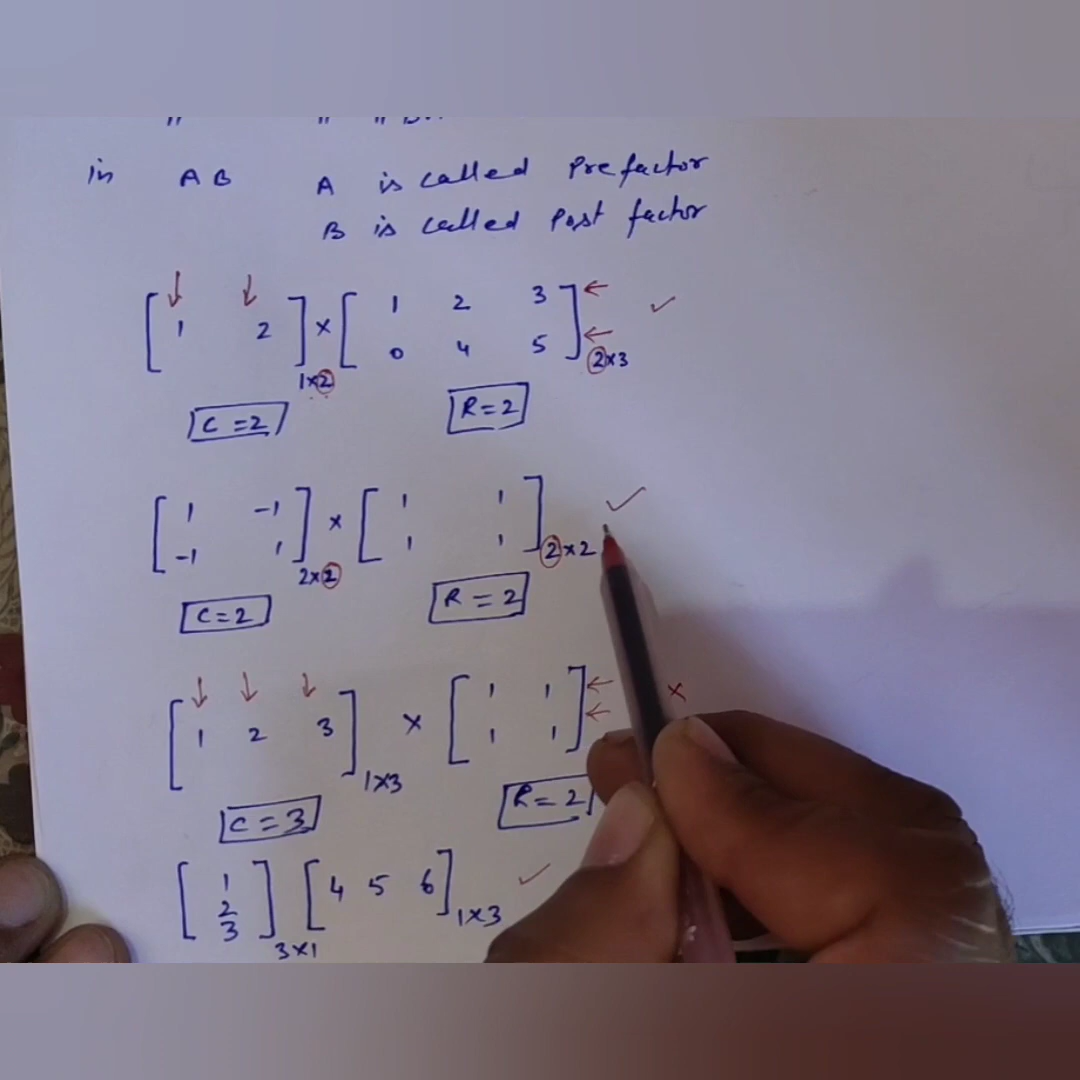 in AB A is called Prefactor
B is called Post factor
[ 1 2 ] 1×2 × [ 1 2 3
0 4 5 ] 2×3 ✓
C = 2 R = 2
[ 1 -1
-1 1 ] 2×2 × [ 1 1
1 1 ] 2×2 ✓
C = 2 R = 2
[ 1 2 3 ] 1×3 × [ 1 1
1 1 ] ×
C = 3 R = 2
[ 1
2
3 ] 3×1 [ 4 5 6 ] 1×3 ✓